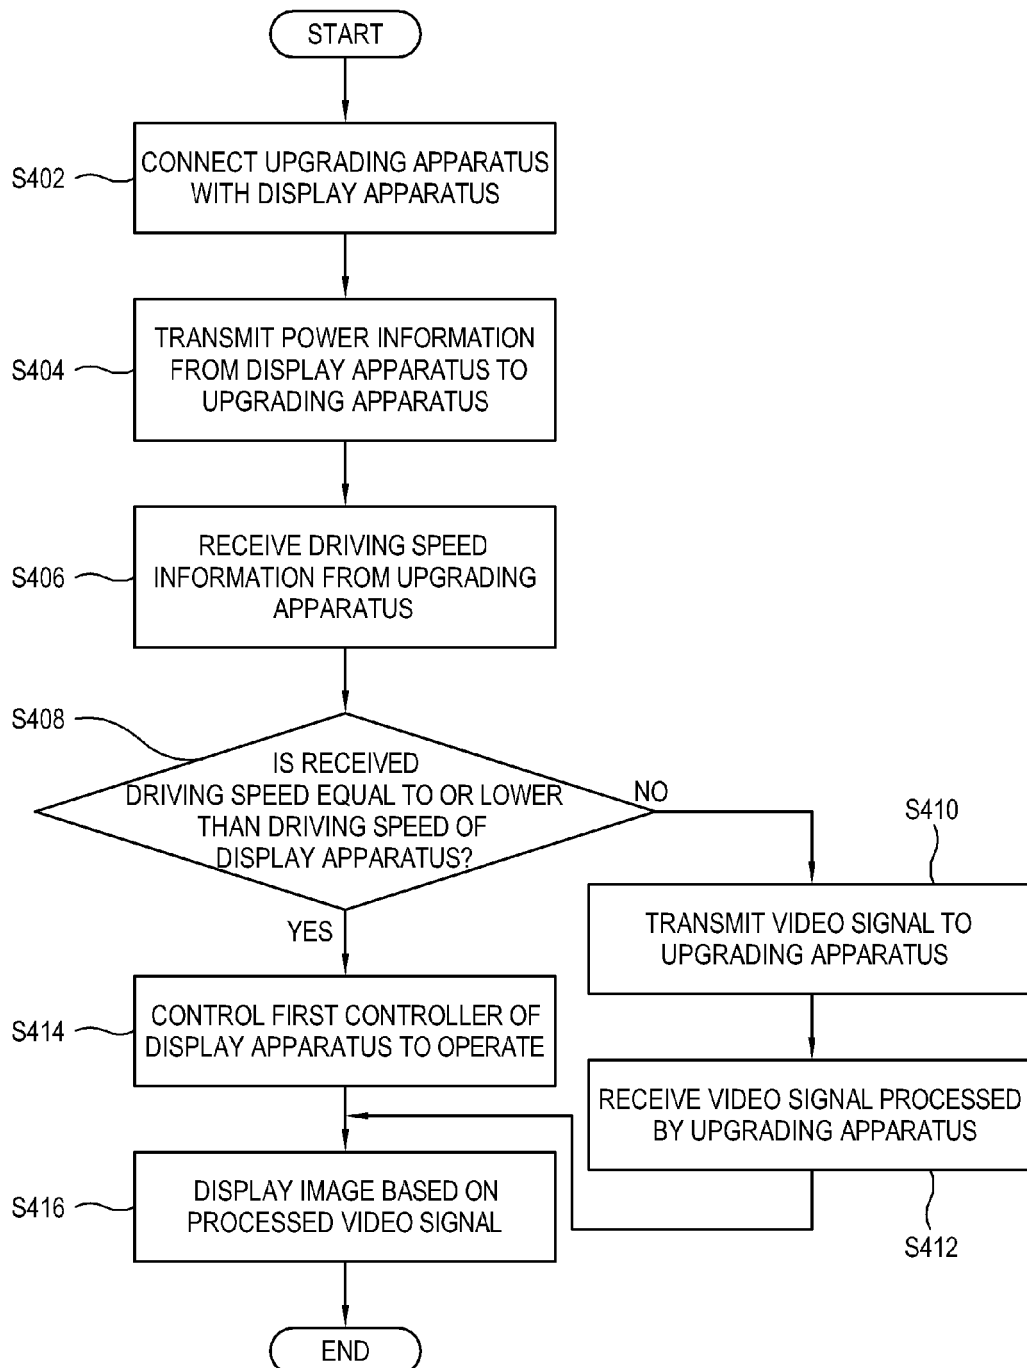 START
S402
CONNECT UPGRADING APPARATUS
WITH DISPLAY APPARATUS
S404
TRANSMIT POWER INFORMATION
FROM DISPLAY APPARATUS TO
UPGRADING APPARATUS
S406
RECEIVE DRIVING SPEED
INFORMATION FROM UPGRADING
APPARATUS
S408
IS RECEIVED
DRIVING SPEED EQUAL TO OR LOWER
THAN DRIVING SPEED OF
DISPLAY APPARATUS?
NO
YES
S410
TRANSMIT VIDEO SIGNAL TO
UPGRADING APPARATUS
RECEIVE VIDEO SIGNAL PROCESSED
BY UPGRADING APPARATUS
S412
S414
CONTROL FIRST CONTROLLER OF
DISPLAY APPARATUS TO OPERATE
S416
DISPLAY IMAGE BASED ON
PROCESSED VIDEO SIGNAL
END